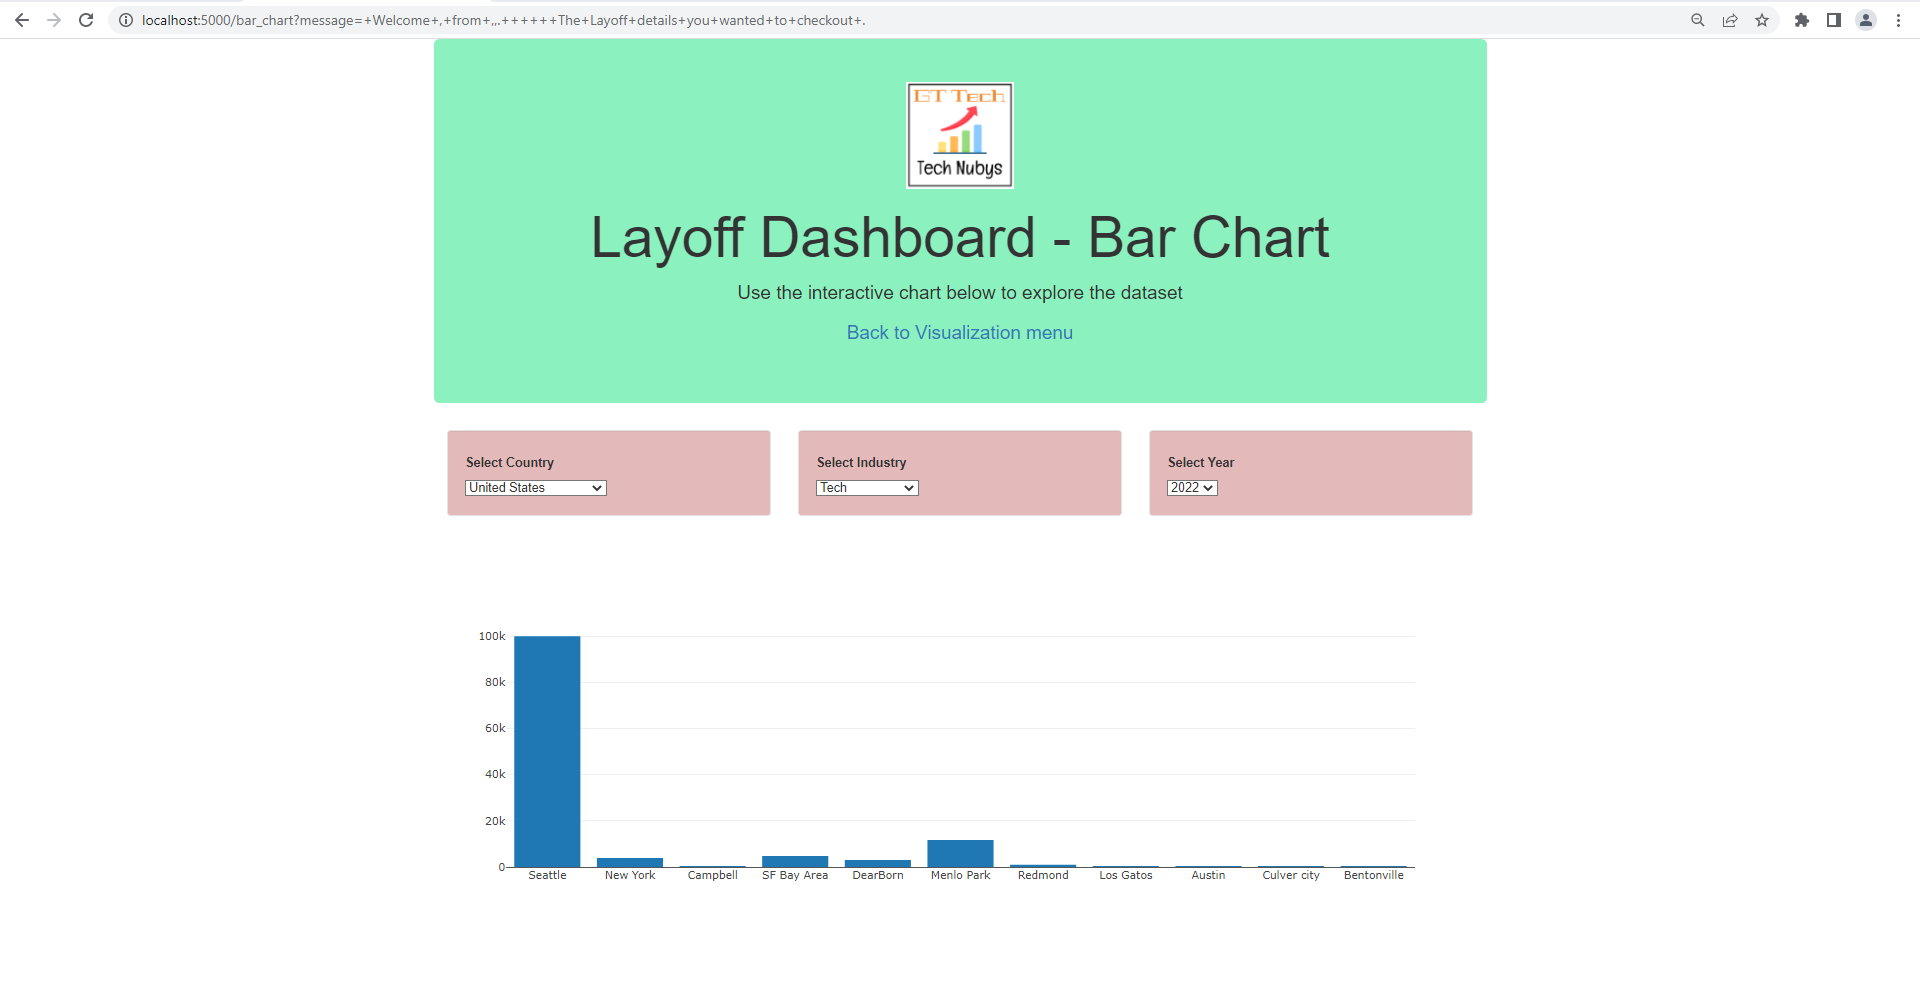 localhost:5000/bar_chart?message=+Welcome+,+from+,,.++++++The+Layoff+details+you+wanted+to+checkout+.
GT Tech
Tech Nubys
Layoff Dashboard - Bar Chart
Use the interactive chart below to explore the dataset
Back to Visualization menu
Select Country
United States
Select Industry
Tech
Select Year
2022
100k
80k
60k
40k
20k
0
Seattle New York Campbell SF Bay Area DearBorn Menlo Park Redmond Los Gatos Austin Culver city Bentonville